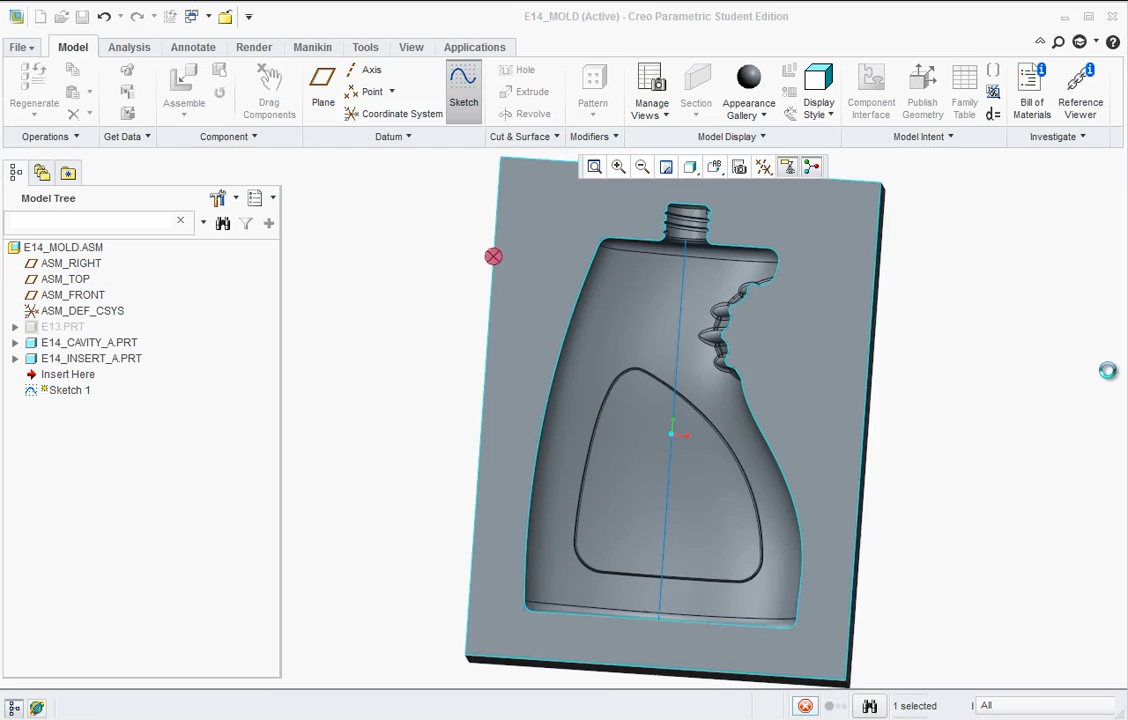 E14_MOLD (Active) - Creo Parametric Student Edition
File Model Analysis Annotate Render Manikin Tools View Applications
Regenerate
Assemble
Drag Components
Plane
Axis
Point
Coordinate System
Sketch
Hole
Extrude
Revolve
Pattern
Manage Views
Section
Appearance Gallery
Display Style
Component Interface
Publish Geometry
Family Table
d=
Bill of Materials
Reference Viewer
Operations Get Data Component Datum Cut & Surface Modifiers Model Display Model Intent Investigate
Model Tree
E14_MOLD.ASM
ASM_RIGHT
ASM_TOP
ASM_FRONT
ASM_DEF_CSYS
E13.PRT
E14_CAVITY_A.PRT
E14_INSERT_A.PRT
Insert Here
Sketch 1
1 selected
All